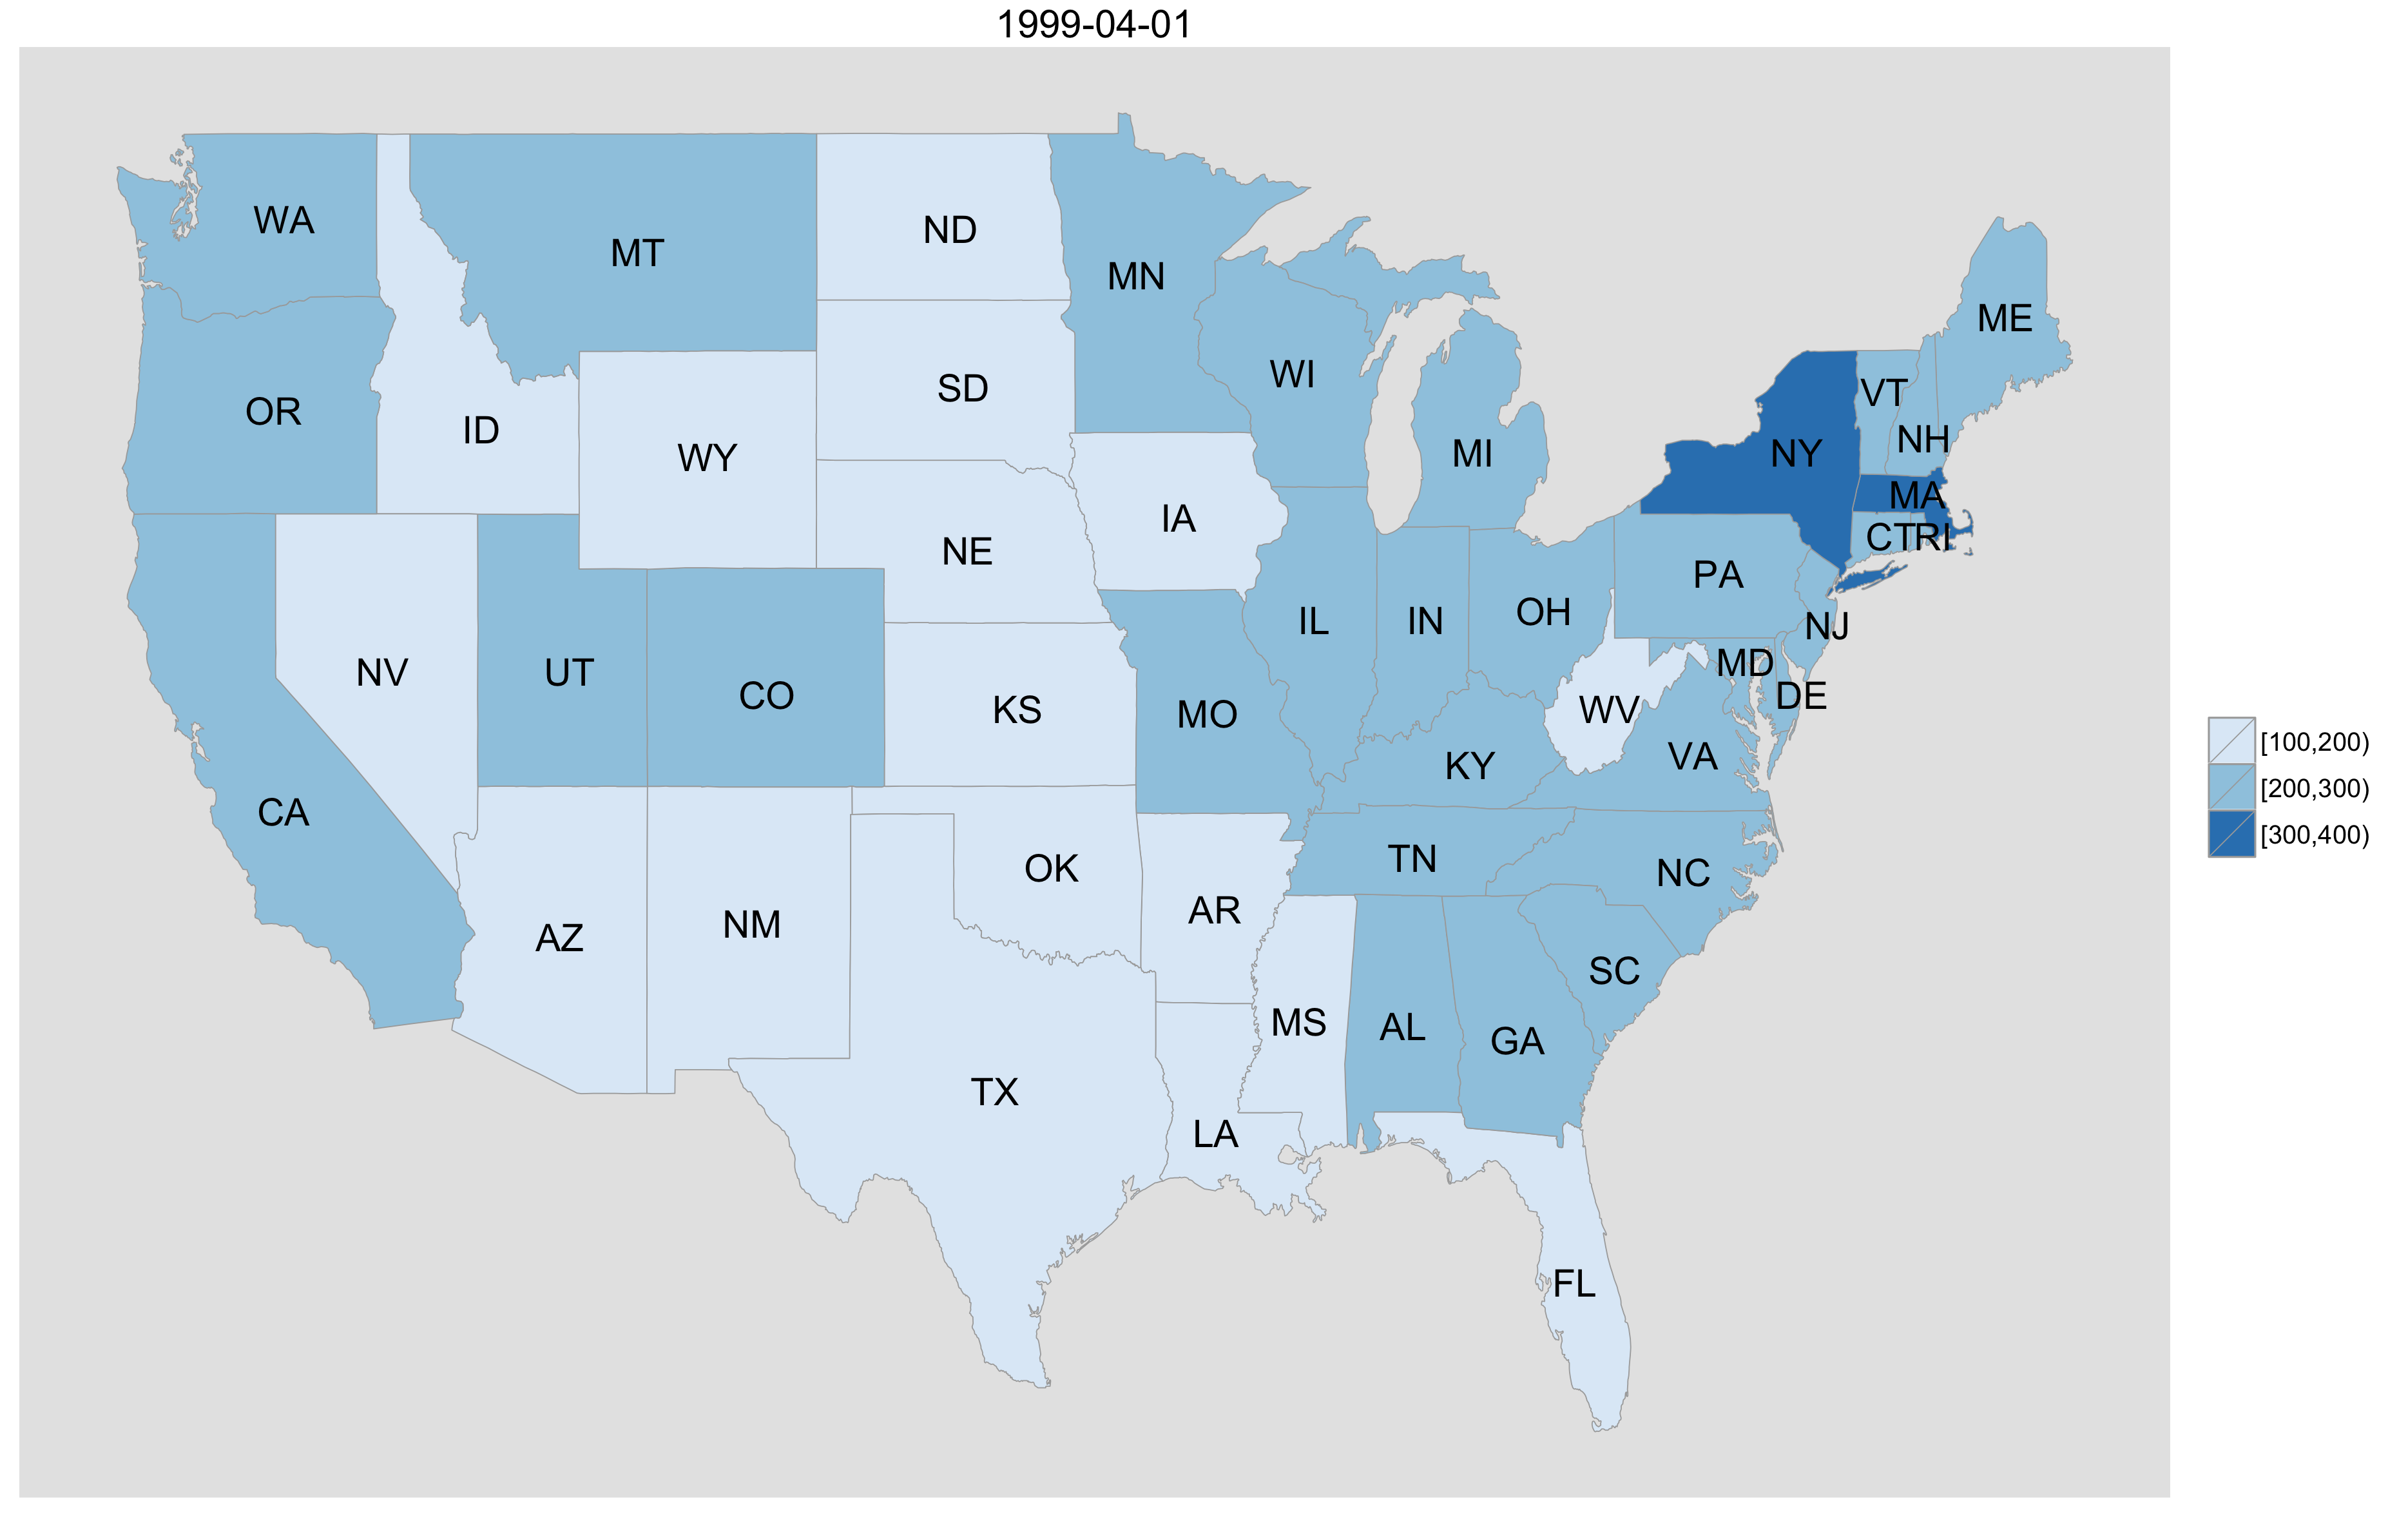 1999-04-01
WA
MT
ND
MN
ME
OR
ID
WY
SD
WI
MI
NY
VT
NH
MA
CT
RI
IA
NE
PA
NJ
NV
UT
CO
KS
MO
IL
IN
OH
WV
MD
DE
VA
KY
CA
AZ
NM
OK
AR
TN
NC
SC
TX
LA
MS
AL
GA
FL
[100,200)
[200,300)
[300,400)